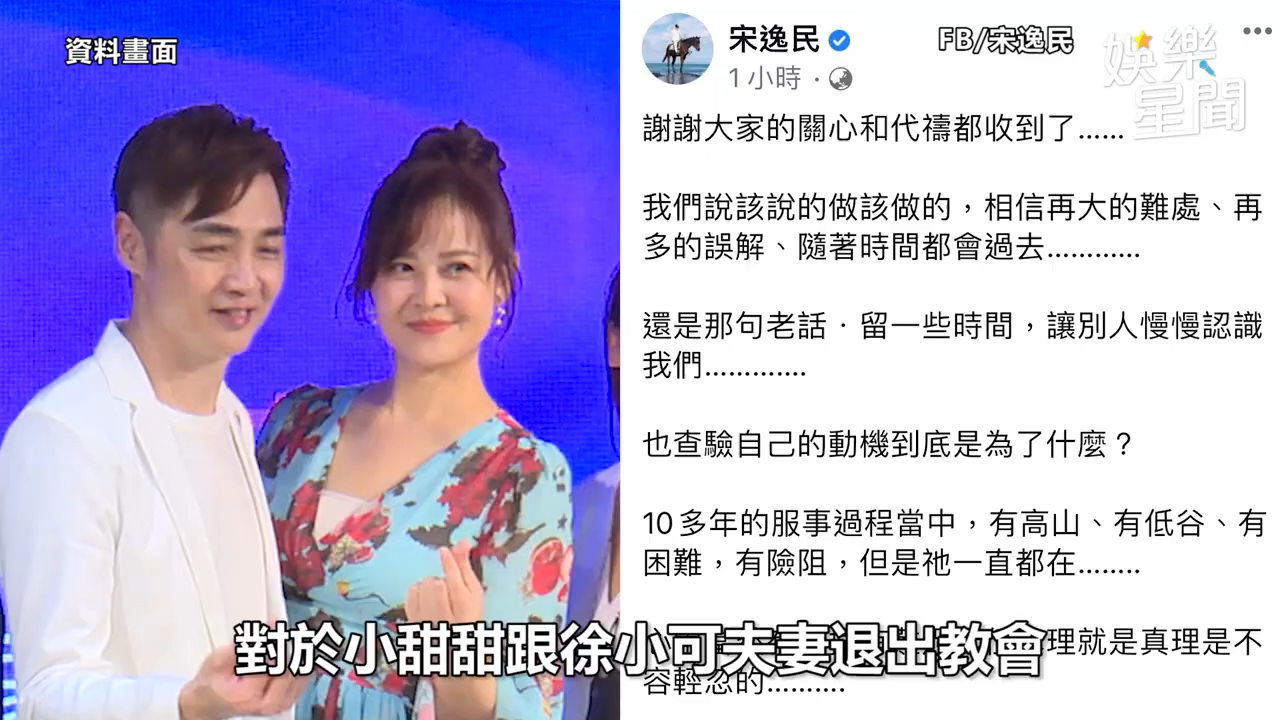 資料畫面
宋逸民
1小時
FB/宋逸民
娛樂
星聞
謝謝大家的關心和代禱都收到了......
我們說該說的做該做的，相信再大的難處、再
多的誤解、隨著時間都會過去............
還是那句老話．留一些時間，讓別人慢慢認識
我們.............
也查驗自己的動機到底是為了什麼？
10多年的服事過程當中，有高山、有低谷、有
困難，有險阻，但是祂一直都在........
理就是真理是不
容輕忽的..........
對於小甜甜跟徐小可夫妻退出教會